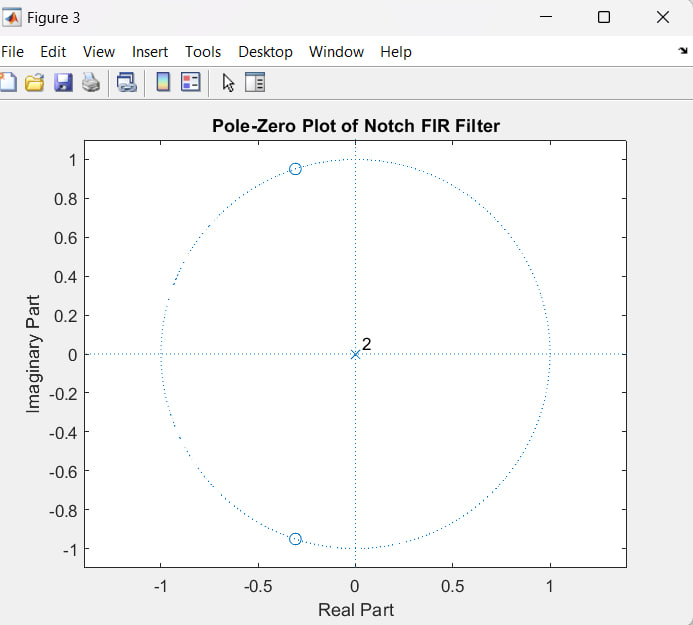 Figure 3
File Edit View Insert Tools Desktop Window Help
Pole-Zero Plot of Notch FIR Filter
1
0.8
0.6
0.4
0.2
0
-0.2
-0.4
-0.6
-0.8
-1
Imaginary Part
2
-1 -0.5 0 0.5 1
Real Part